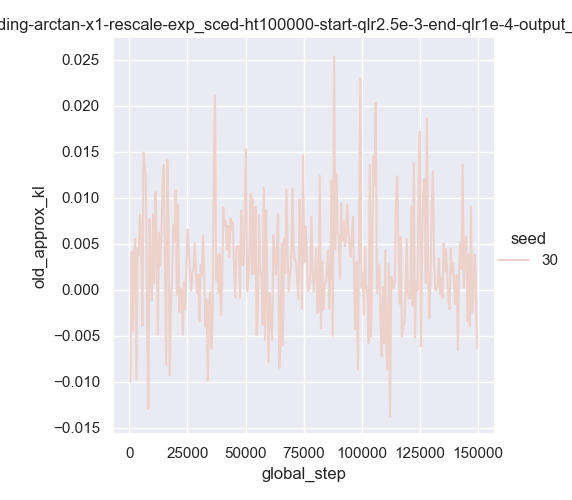 ding-arctan-x1-rescale-exp_sced-ht100000-start-qlr2.5e-3-end-qlr1e-4-output_
0.025
0.020
0.015
0.010
0.005
0.000
−0.005
−0.010
−0.015
old_approx_kl
0 25000 50000 75000 100000 125000 150000
global_step
seed
30